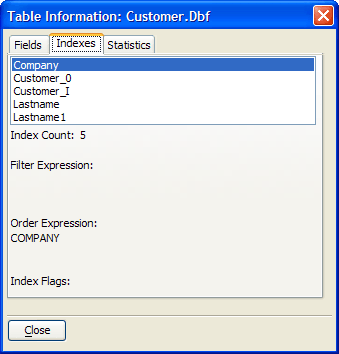 Table Information: Customer.Dbf
Fields Indexes Statistics
Company
Customer_0
Customer_I
Lastname
Lastname1
Index Count: 5
Filter Expression:
Order Expression:
COMPANY
Index Flags:
Close